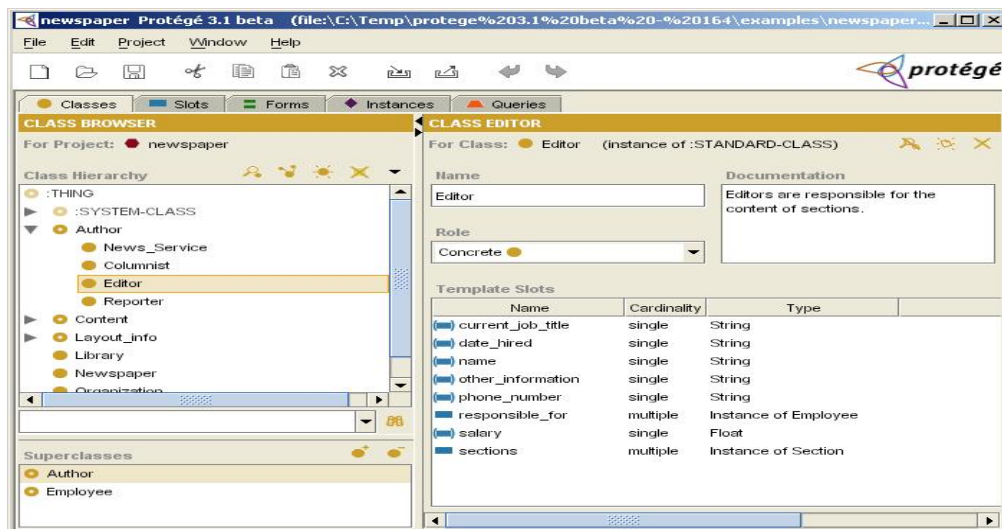 newspaper Protégé 3.1 beta (file:\C:\Temp\protege%203.1%20beta%20-%20164\examples\newspaper...
File Edit Project Window Help
protégé
Classes Slots Forms Instances Queries
CLASS BROWSER
For Project: newspaper
Class Hierarchy
:THING
:SYSTEM-CLASS
Author
News_Service
Columnist
Editor
Reporter
Content
Layout_info
Library
Newspaper
Organization
Superclasses
Author
Employee
CLASS EDITOR
For Class: Editor (instance of :STANDARD-CLASS)
Name
Editor
Documentation
Editors are responsible for the
content of sections.
Role
Concrete
Template Slots
Name Cardinality Type
current_job_title single String
date_hired single String
name single String
other_information single String
phone_number single String
responsible_for multiple Instance of Employee
salary single Float
sections multiple Instance of Section